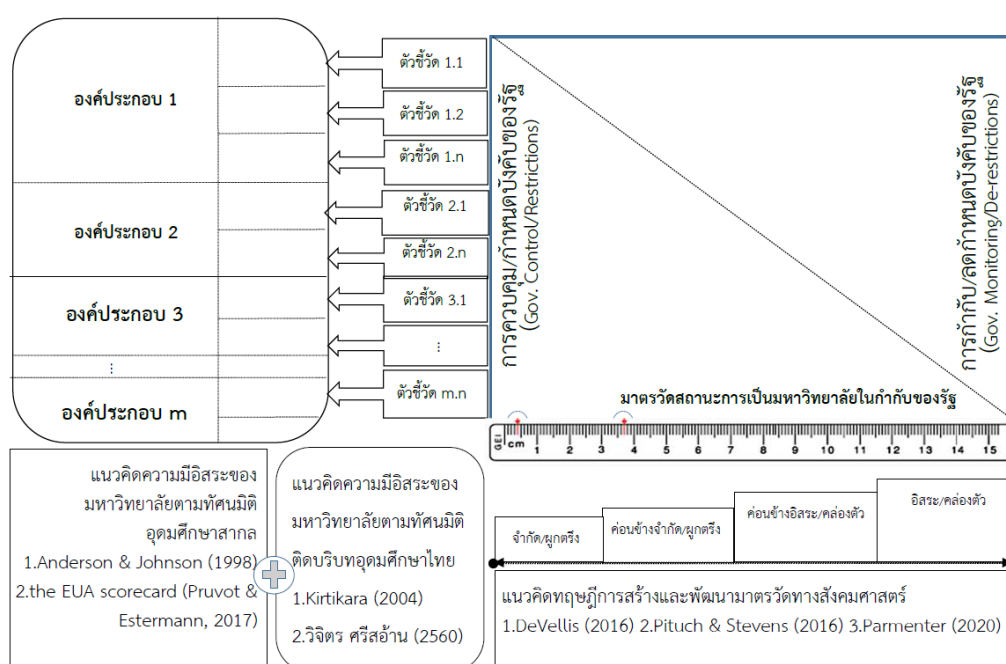 องค์ประกอบ 1
องค์ประกอบ 2
องค์ประกอบ 3
⋮
องค์ประกอบ m
ตัวชี้วัด 1.1
ตัวชี้วัด 1.2
ตัวชี้วัด 1.n
ตัวชี้วัด 2.1
ตัวชี้วัด 2.n
ตัวชี้วัด 3.1
⋮
ตัวชี้วัด m.n
การควบคุม/กำหนดบังคับของรัฐ
(Gov. Control/Restrictions)
การกำกับ/ลดกำหนดบังคับของรัฐ
(Gov. Monitoring/De-restrictions)
มาตรวัดสถานะการเป็นมหาวิทยาลัยในกำกับของรัฐ
GEI cm 1 2 3 4 5 6 7 8 9 10 11 12 13 14 15
จำกัด/ผูกตรึง
ค่อนข้างจำกัด/ผูกตรึง
ค่อนข้างอิสระ/คล่องตัว
อิสระ/คล่องตัว
แนวคิดความมีอิสระของ
มหาวิทยาลัยตามทัศนมิติ
อุดมศึกษาสากล
1.Anderson & Johnson (1998)
2.the EUA scorecard (Pruvot &
Estermann, 2017)
แนวคิดความมีอิสระของ
มหาวิทยาลัยตามทัศนมิติ
ติดบริบทอุดมศึกษาไทย
1.Kirtikara (2004)
2.วิจิตร ศรีสอ้าน (2560)
แนวคิดทฤษฎีการสร้างและพัฒนามาตรวัดทางสังคมศาสตร์
1.DeVellis (2016) 2.Pituch & Stevens (2016) 3.Parmenter (2020)